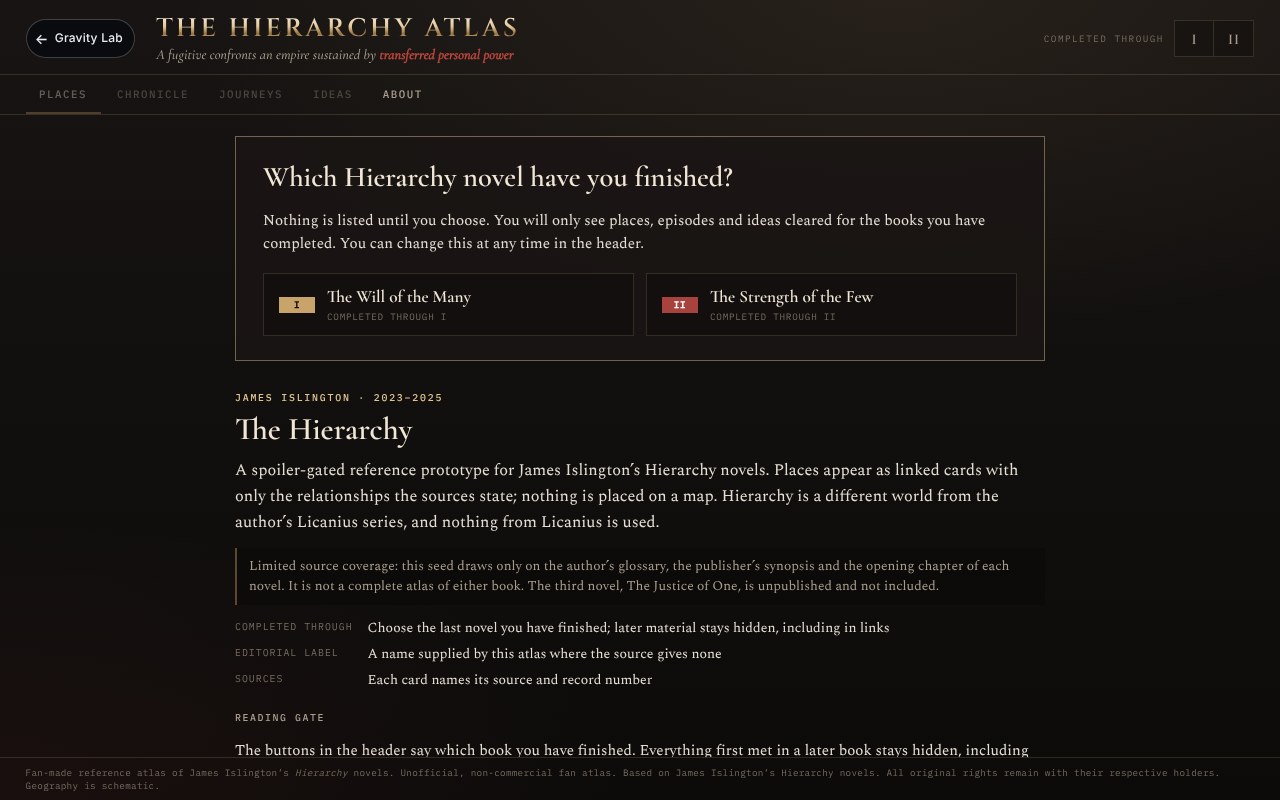 ← Gravity Lab
THE HIERARCHY ATLAS
A fugitive confronts an empire sustained by transferred personal power
COMPLETED THROUGH I II
PLACES CHRONICLE JOURNEYS IDEAS ABOUT
Which Hierarchy novel have you finished?
Nothing is listed until you choose. You will only see places, episodes and ideas cleared for the books you have
completed. You can change this at any time in the header.
I The Will of the Many
COMPLETED THROUGH I
II The Strength of the Few
COMPLETED THROUGH II
JAMES ISLINGTON · 2023–2025
The Hierarchy
A spoiler-gated reference prototype for James Islington’s Hierarchy novels. Places appear as linked cards with
only the relationships the sources state; nothing is placed on a map. Hierarchy is a different world from the
author’s Licanius series, and nothing from Licanius is used.
Limited source coverage: this seed draws only on the author’s glossary, the publisher’s synopsis and the opening chapter of each
novel. It is not a complete atlas of either book. The third novel, The Justice of One, is unpublished and not included.
COMPLETED THROUGH Choose the last novel you have finished; later material stays hidden, including in links
EDITORIAL LABEL A name supplied by this atlas where the source gives none
SOURCES Each card names its source and record number
READING GATE
The buttons in the header say which book you have finished. Everything first met in a later book stays hidden, including
Fan-made reference atlas of James Islington’s Hierarchy novels. Unofficial, non-commercial fan atlas. Based on James Islington’s Hierarchy novels. All original rights remain with their respective holders.
Geography is schematic.